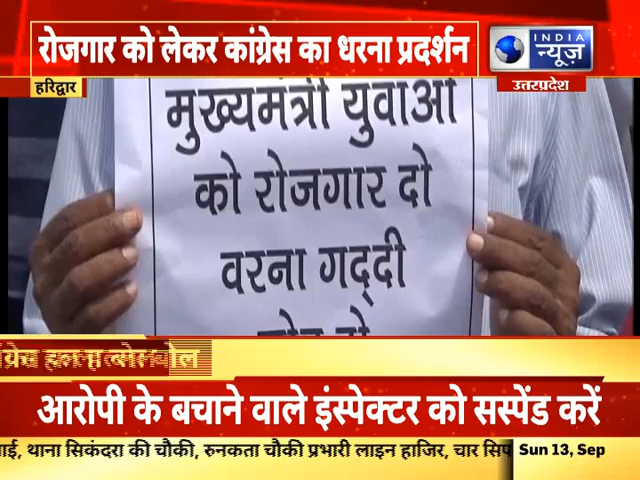 रोजगार को लेकर कांग्रेस का धरना प्रदर्शन
INDIA
न्यूज़
हरिद्वार
उत्तरप्रदेश
मुख्यमंत्री युवाओं
को रोजगार दो
वरना गद्दी
आरोपी के बचाने वाले इंस्पेक्टर को सस्पेंड करें
थाना सिकंदरा की चौकी, रुनकता चौकी प्रभारी लाइन हाजिर, चार
Sun 13, Sep